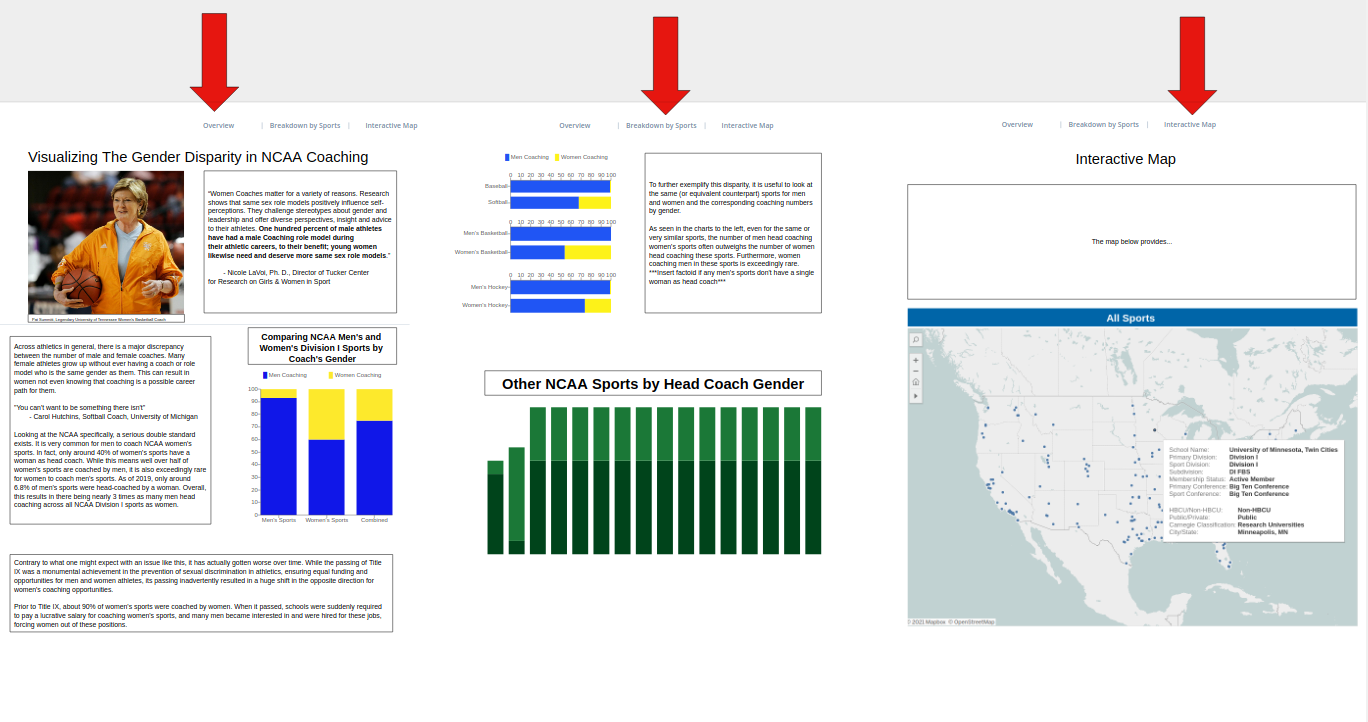 Overview | Breakdown by Sports | Interactive Map
Visualizing The Gender Disparity in NCAA Coaching
"Women Coaches matter for a variety of reasons. Research
shows that same sex role models positively influence self-
perceptions. They challenge stereotypes about gender and
leadership and offer diverse perspectives, insight and advice
to their athletes. One hundred percent of male athletes
have had a male Coaching role model during
their athletic careers, to their benefit; young women
likewise need and deserve more same sex role models."
- Nicole LaVoi, Ph. D., Director of Tucker Center
for Research on Girls & Women in Sport
Pat Summitt, Legendary University of Tennessee Women's Basketball Coach
Across athletics in general, there is a major discrepancy
between the number of male and female coaches. Many
female athletes grow up without ever having a coach or role
model who is the same gender as them. This can result in
women not even knowing that coaching is a possible career
path for them.
"You can't want to be something there isn't"
- Carol Hutchins, Softball Coach, University of Michigan
Looking at the NCAA specifically, a serious double standard
exists. It is very common for men to coach NCAA women's
sports. In fact, only around 40% of women's sports have a
woman as head coach. While this means well over half of
women's sports are coached by men, it is also exceedingly rare
for women to coach men's sports. As of 2019, only around
6.8% of men's sports were head-coached by a woman. Overall,
this results in there being nearly 3 times as many men head
coaching across all NCAA Division I sports as women.
Comparing NCAA Men's and
Women's Division I Sports by
Coach's Gender
Men Coaching Women Coaching
100
90
80
70
60
50
40
30
20
10
0
Men's Sports Women's Sports Combined
Contrary to what one might expect with an issue like this, it has actually gotten worse over time. While the passing of Title
IX was a monumental achievement in the prevention of sexual discrimination in athletics, ensuring equal funding and
opportunities for men and women athletes, its passing inadvertently resulted in a huge shift in the opposite direction for
women's coaching opportunities.
Prior to Title IX, about 90% of women's sports were coached by women. When it passed, schools were suddenly required
to pay a lucrative salary for coaching women's sports, and many men became interested in and were hired for these jobs,
forcing women out of these positions.
Overview | Breakdown by Sports | Interactive Map
Men Coaching Women Coaching
0 10 20 30 40 50 60 70 80 90 100
Baseball
Softball
0 10 20 30 40 50 60 70 80 90 100
Men's Basketball
Women's Basketball
0 10 20 30 40 50 60 70 80 90 100
Men's Hockey
Women's Hockey
To further exemplify this disparity, it is useful to look at
the same (or equivalent counterpart) sports for men
and women and the corresponding coaching numbers
by gender.
As seen in the charts to the left, even for the same or
very similar sports, the number of men head coaching
women's sports often outweighs the number of women
head coaching these sports. Furthermore, women
coaching men in these sports is exceedingly rare.
***Insert factoid if any men's sports don't have a single
woman as head coach***
Other NCAA Sports by Head Coach Gender
Overview | Breakdown by Sports | Interactive Map
Interactive Map
The map below provides...
All Sports
School Name: University of Minnesota, Twin Cities
Primary Division: Division I
Sport Division: Division I
Subdivision: DI FBS
Membership Status: Active Member
Primary Conference: Big Ten Conference
Sport Conference: Big Ten Conference
HBCU/Non-HBCU: Non-HBCU
Public/Private: Public
Carnegie Classification: Research Universities
City/State: Minneapolis, MN
© 2021 Mapbox © OpenStreetMap